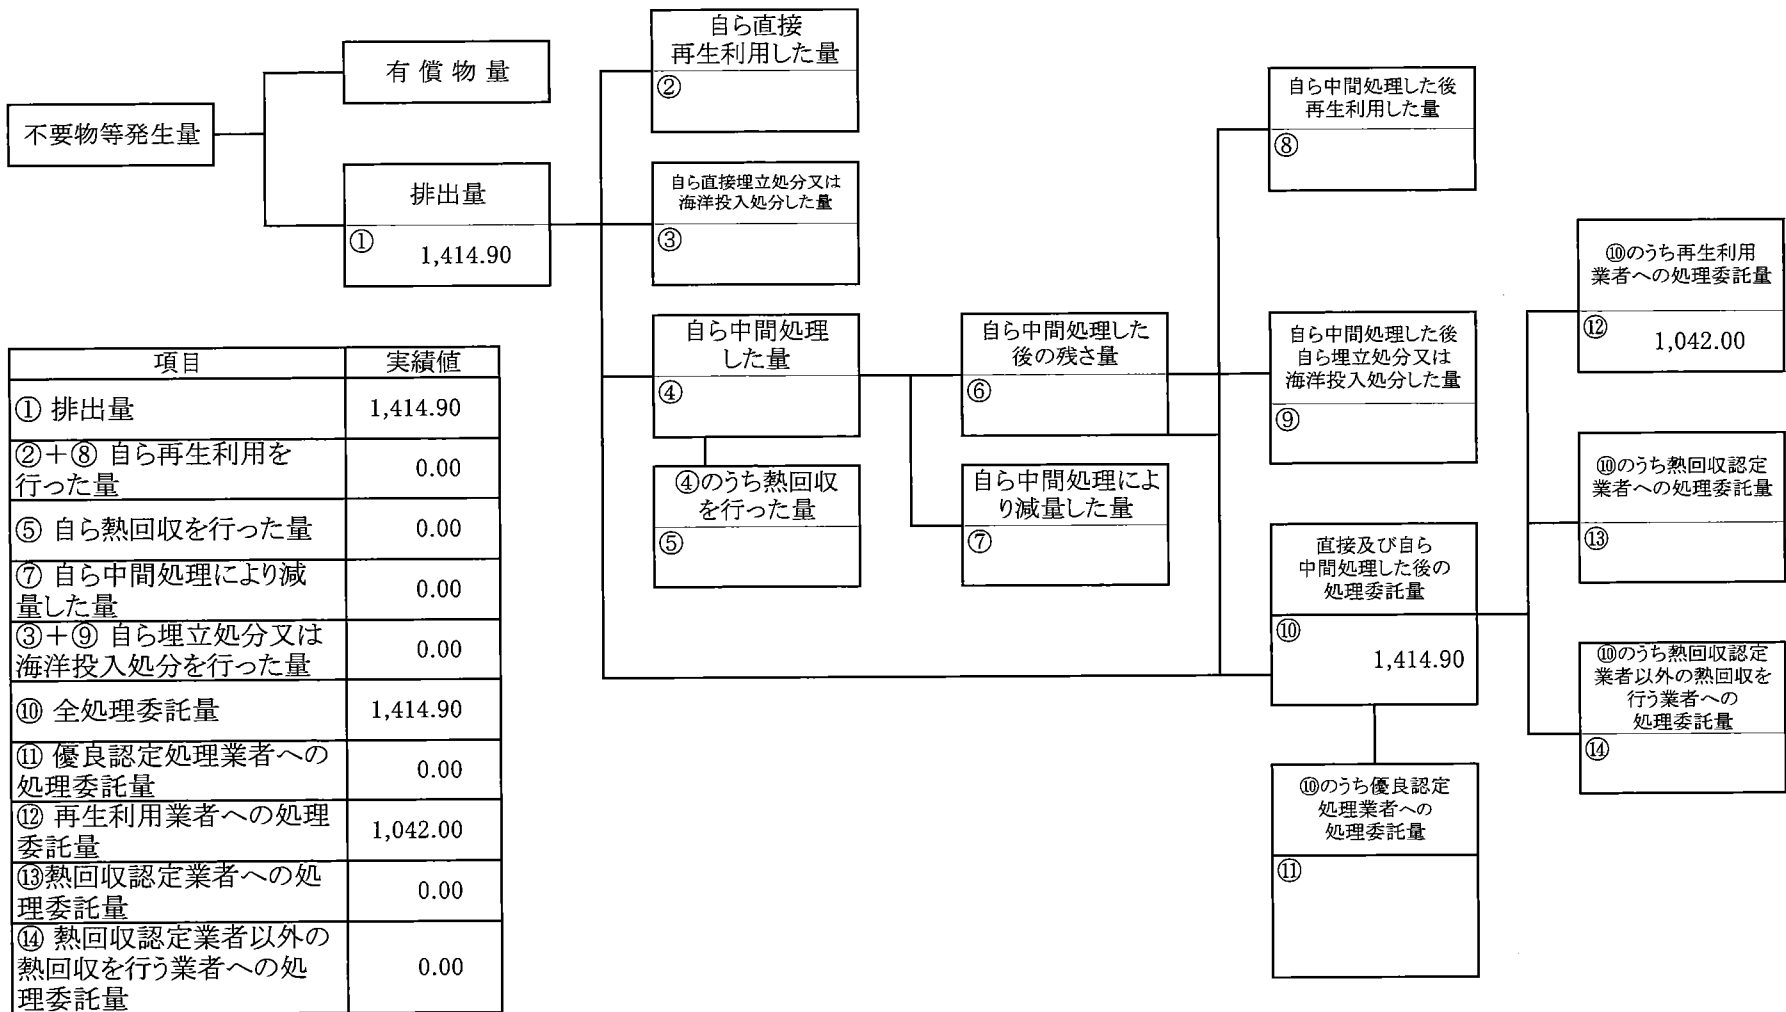 不要物等発生量
有償物量
排出量
①
1,414.90
自ら直接
再生利用した量
②
自ら直接埋立処分又は
海洋投入処分した量
③
自ら中間処理
した量
④
④のうち熱回収
を行った量
⑤
自ら中間処理した
後の残さ量
⑥
自ら中間処理によ
り減量した量
⑦
自ら中間処理した後
再生利用した量
⑧
自ら中間処理した後
自ら埋立処分又は
海洋投入処分した量
⑨
直接及び自ら
中間処理した後の
処理委託量
⑩
1,414.90
⑩のうち優良認定
処理業者への
処理委託量
⑪
⑩のうち再生利用
業者への処理委託量
⑫
1,042.00
⑩のうち熱回収認定
業者への処理委託量
⑬
⑩のうち熱回収認定
業者以外の熱回収を
行う業者への
処理委託量
⑭
項目 実績値
① 排出量 1,414.90
②＋⑧ 自ら再生利用を
行った量 0.00
⑤ 自ら熱回収を行った量 0.00
⑦ 自ら中間処理により減
量した量 0.00
③＋⑨ 自ら埋立処分又は
海洋投入処分を行った量 0.00
⑩ 全処理委託量 1,414.90
⑪ 優良認定処理業者への
処理委託量 0.00
⑫ 再生利用業者への処理
委託量 1,042.00
⑬熱回収認定業者への処
理委託量 0.00
⑭ 熱回収認定業者以外の
熱回収を行う業者への処
理委託量 0.00